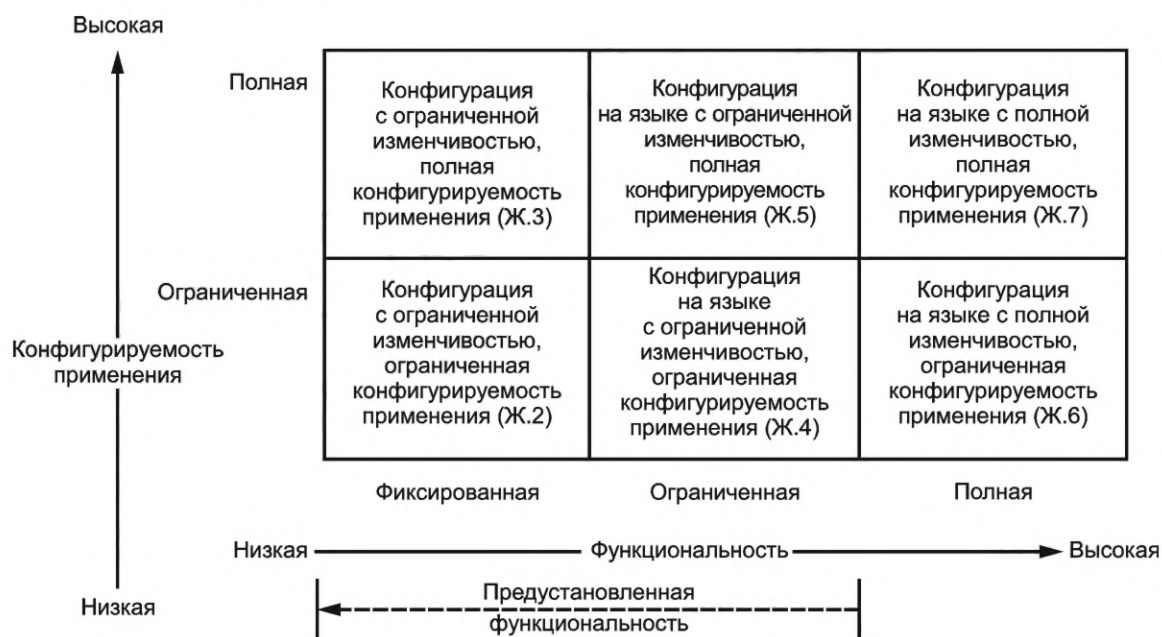 Высокая
Полная
Конфигурация
с ограниченной
изменчивостью,
полная
конфигурируемость
применения (Ж.3)
Конфигурация
на языке с ограниченной
изменчивостью,
полная
конфигурируемость
применения (Ж.5)
Конфигурация
на языке с полной
изменчивостью,
полная
конфигурируемость
применения (Ж.7)
Ограниченная
Конфигурация
с ограниченной
изменчивостью,
ограниченная
конфигурируемость
применения (Ж.2)
Конфигурация
на языке
с ограниченной
изменчивостью,
ограниченная
конфигурируемость
применения (Ж.4)
Конфигурация
на языке с полной
изменчивостью,
ограниченная
конфигурируемость
применения (Ж.6)
Конфигурируемость
применения
Фиксированная
Ограниченная
Полная
Низкая
Функциональность
Высокая
Низкая
Предустановленная
функциональность